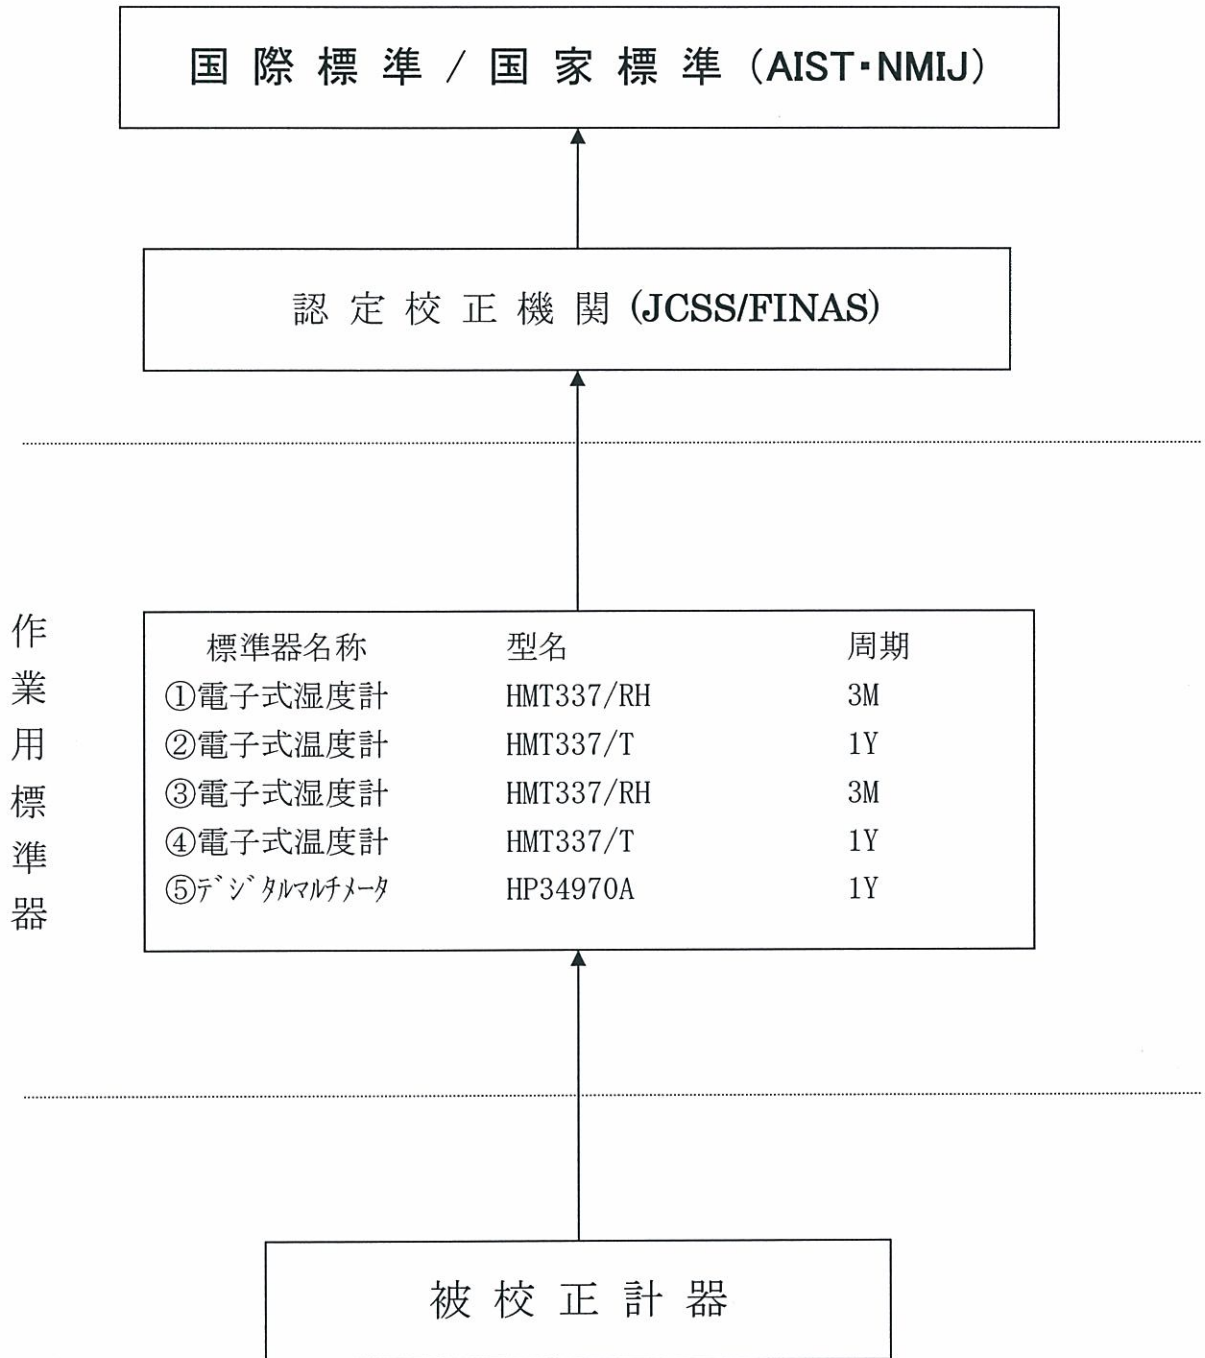 国際標準/国家標準(AIST・NMIJ)
認定校正機関(JCSS/FINAS)
作業用標準器
標準器名称 型名 周期
①電子式湿度計 HMT337/RH 3M
②電子式温度計 HMT337/T 1Y
③電子式湿度計 HMT337/RH 3M
④電子式温度計 HMT337/T 1Y
⑤デジタルマルチメータ HP34970A 1Y
被校正計器